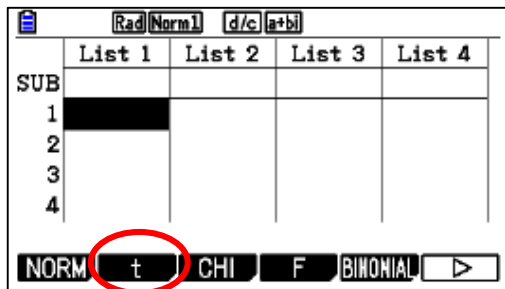 Rad Norm1 d/c a+bi
List 1 List 2 List 3 List 4
SUB
1
2
3
4
NORM t CHI F BINOMIAL